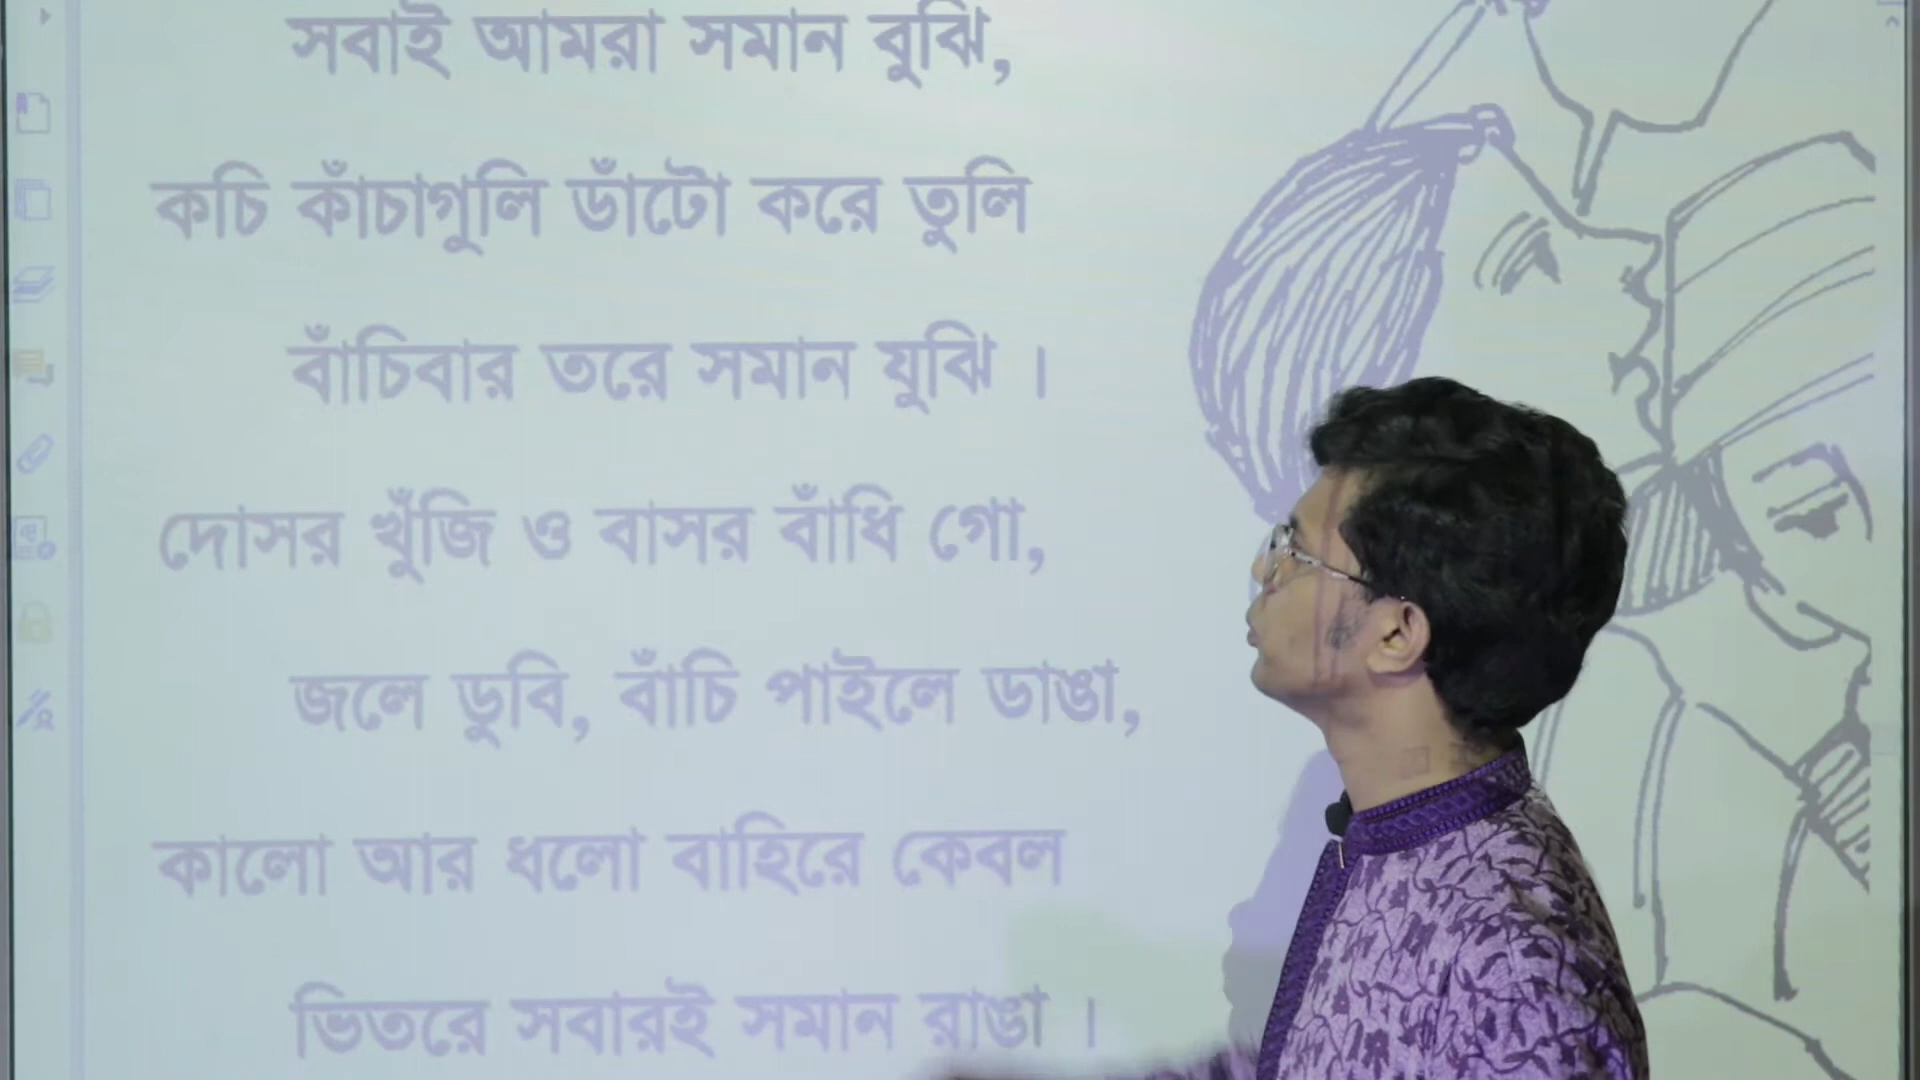 সবাই আমরা সমান বুঝি,
কচি কাঁচাগুলি ডাঁটো করে তুলি
বাঁচিবার তরে সমান যুঝি ।
দোসর খুঁজি ও বাসর বাঁধি গো,
জলে ডুবি, বাঁচি পাইলে ডাঙা,
কালো আর ধলো বাহিরে কেবল
ভিতরে সবারই সমান রাঙা ।